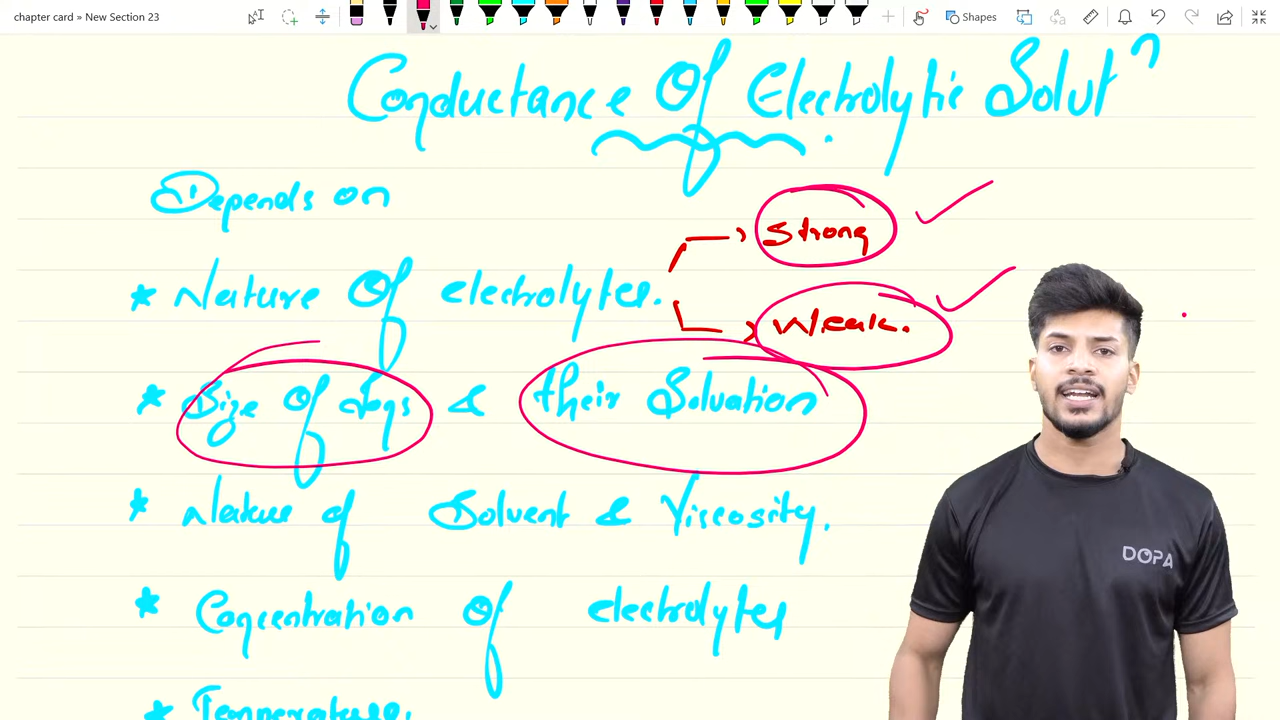 chapter card » New Section 23
Shapes
Conductance Of Electrolytic Solutⁿ
Depends on
* Nature Of electrolytes.
Strong
Weak.
* Size Of Ions & their Solvation
* Nature of Solvent & Viscosity.
* Concentration Of electrolytes
* Temperature.
DOPA